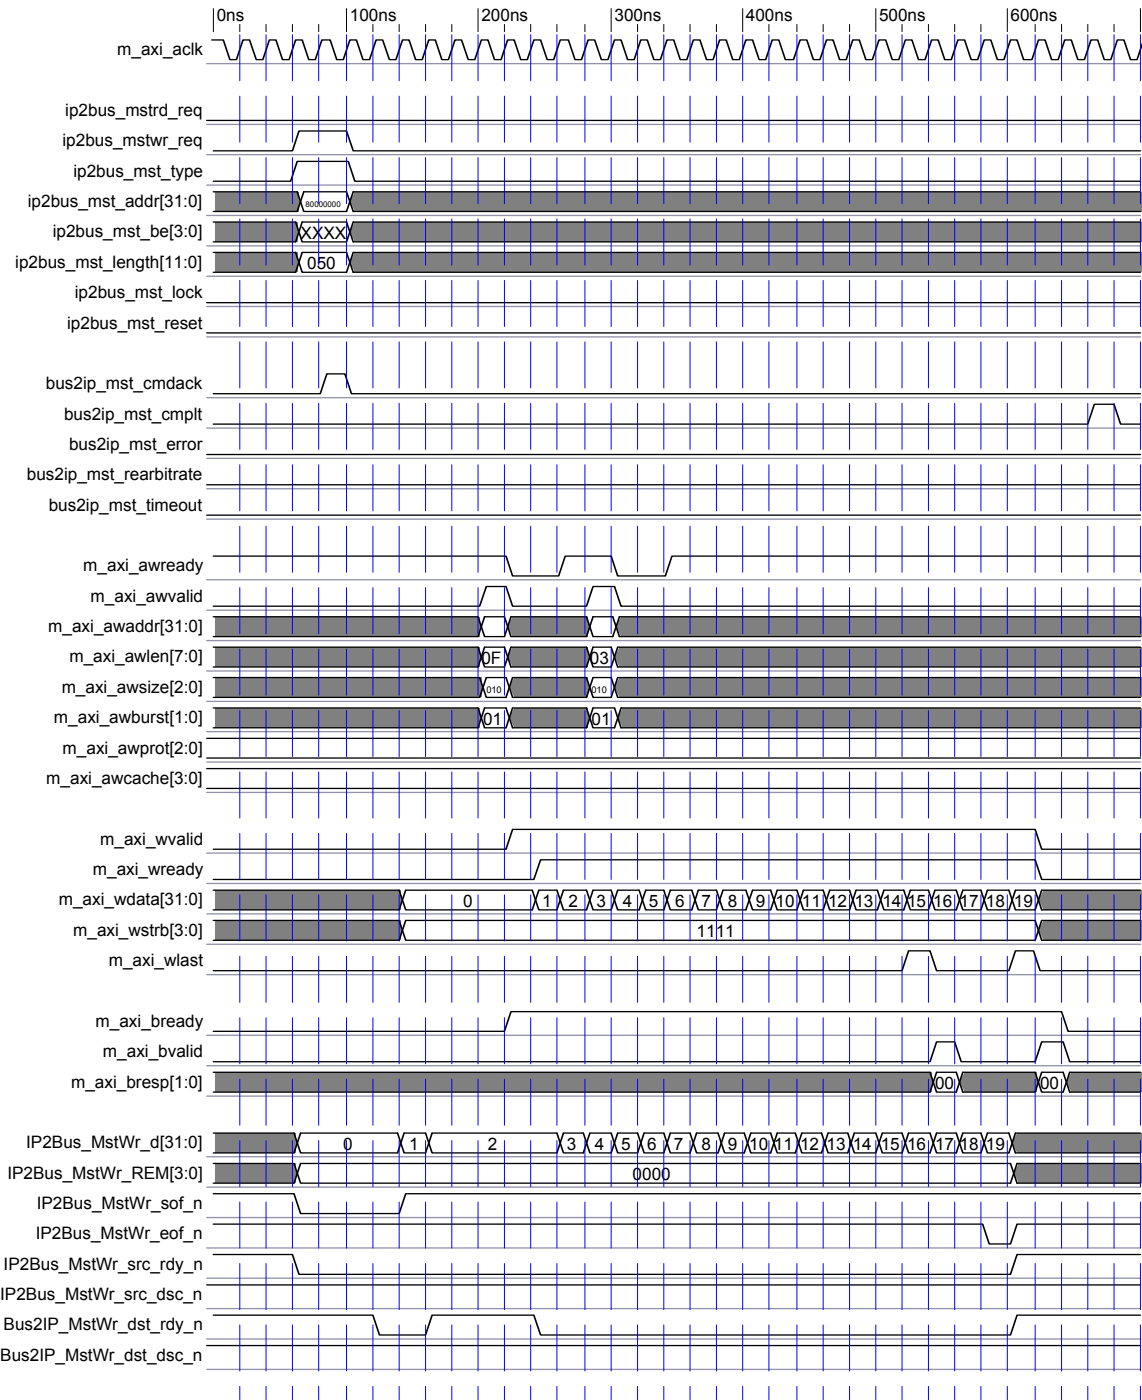 0ns 100ns 200ns 300ns 400ns 500ns 600ns
m_axi_aclk
ip2bus_mstrd_req
ip2bus_mstwr_req
ip2bus_mst_type
ip2bus_mst_addr[31:0] 80000000
ip2bus_mst_be[3:0] XXXX
ip2bus_mst_length[11:0] 050
ip2bus_mst_lock
ip2bus_mst_reset
bus2ip_mst_cmdack
bus2ip_mst_cmplt
bus2ip_mst_error
bus2ip_mst_rearbitrate
bus2ip_mst_timeout
m_axi_awready
m_axi_awvalid
m_axi_awaddr[31:0]
m_axi_awlen[7:0] 0F 03
m_axi_awsize[2:0] 010 010
m_axi_awburst[1:0] 01 01
m_axi_awprot[2:0]
m_axi_awcache[3:0]
m_axi_wvalid
m_axi_wready
m_axi_wdata[31:0] 0 1 2 3 4 5 6 7 8 9 10 11 12 13 14 15 16 17 18 19
m_axi_wstrb[3:0] 1111
m_axi_wlast
m_axi_bready
m_axi_bvalid
m_axi_bresp[1:0] 00 00
IP2Bus_MstWr_d[31:0] 0 1 2 3 4 5 6 7 8 9 10 11 12 13 14 15 16 17 18 19
IP2Bus_MstWr_REM[3:0] 0000
IP2Bus_MstWr_sof_n
IP2Bus_MstWr_eof_n
IP2Bus_MstWr_src_rdy_n
IP2Bus_MstWr_src_dsc_n
Bus2IP_MstWr_dst_rdy_n
Bus2IP_MstWr_dst_dsc_n